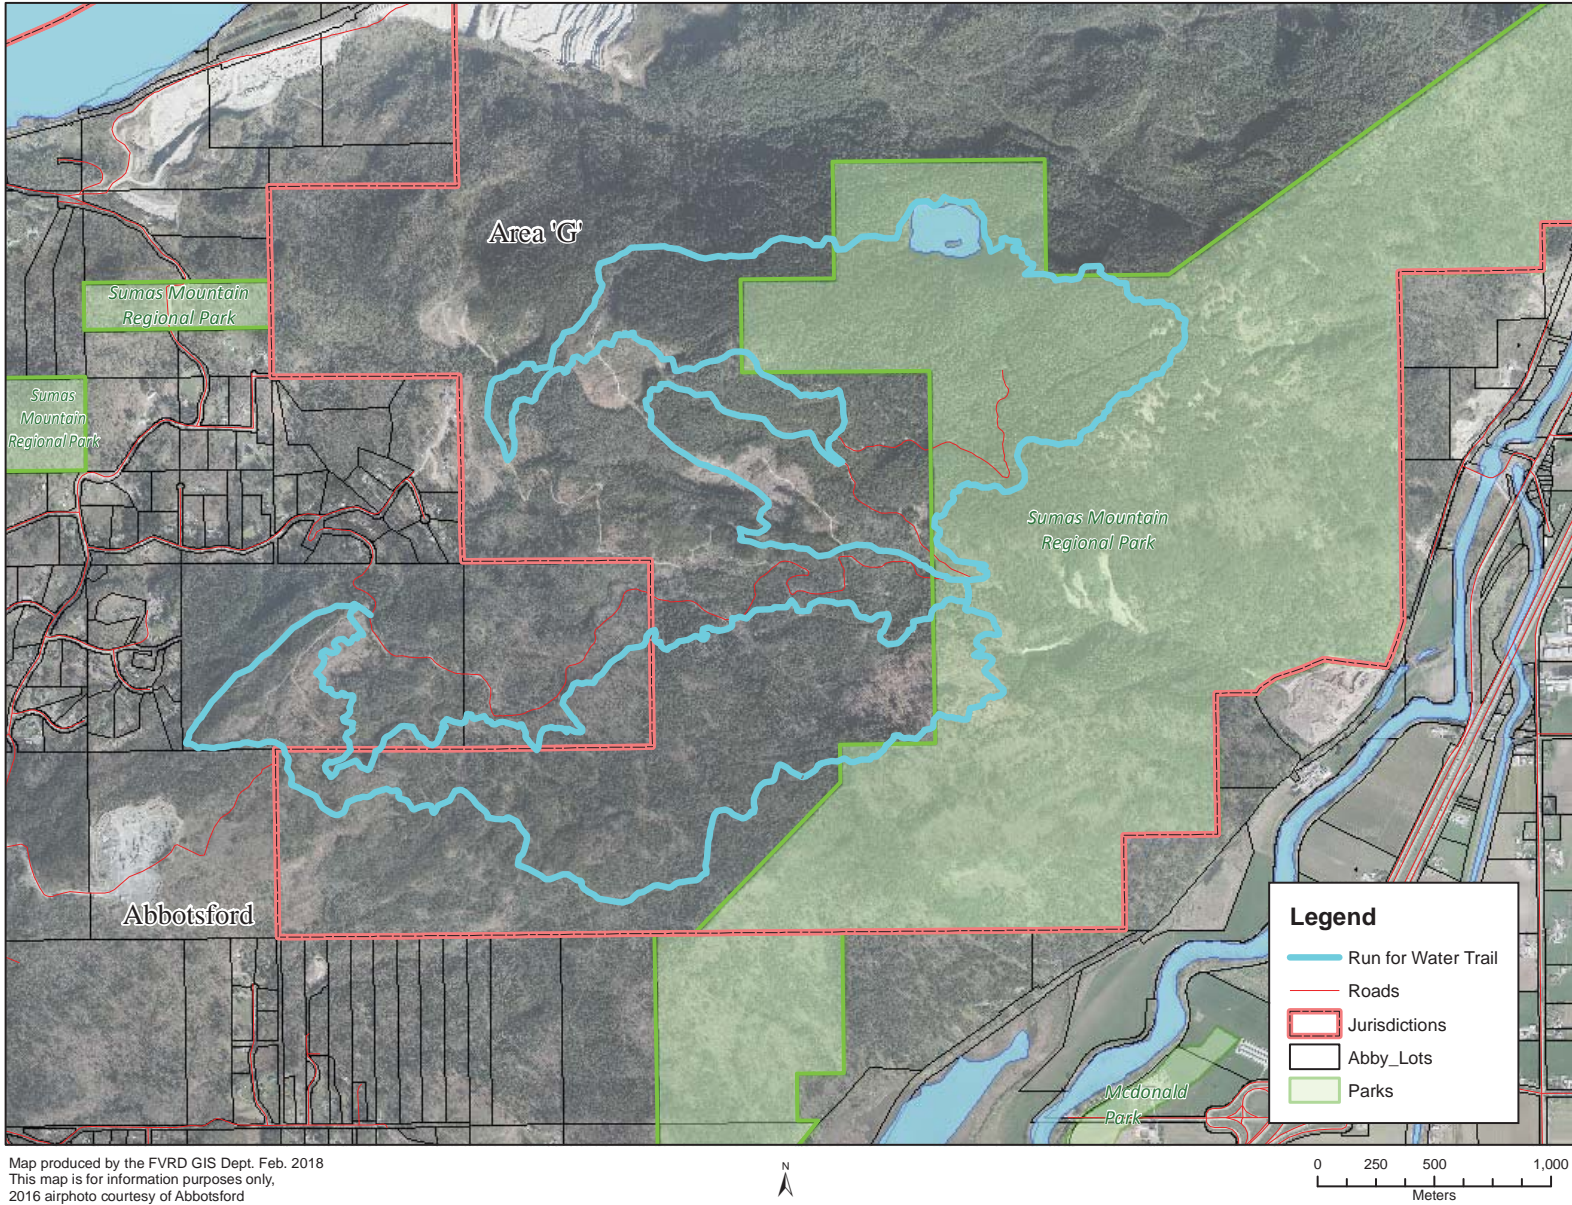 Area 'G'
Sumas Mountain
Regional Park
Sumas
Mountain
Regional Park
Sumas Mountain
Regional Park
Abbotsford
Mcdonald
Park
Legend
Run for Water Trail
Roads
Jurisdictions
Abby_Lots
Parks
Map produced by the FVRD GIS Dept. Feb. 2018
This map is for information purposes only,
2016 airphoto courtesy of Abbotsford
N
0 250 500 1,000
Meters